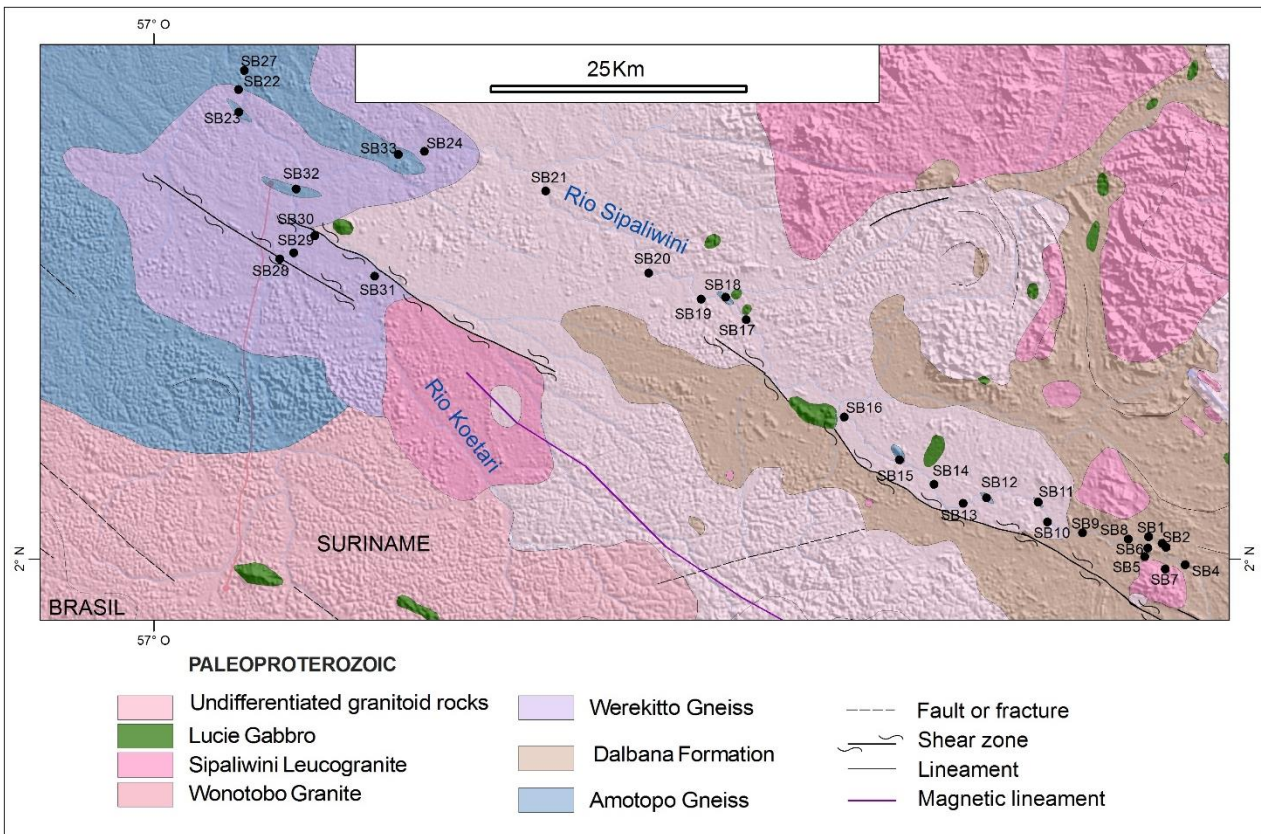 57° O
25Km
SB27
SB22
SB23
SB33
SB24
SB32
SB21
Rio Sipaliwini
SB30
SB29
SB28
SB31
SB20
SB19
SB18
SB17
Rio Koetari
SB16
SB15
SB14
SB12
SB13
SB11
SB10
SB9
SB8
SB1
SB2
SB6
SB5
SB7
SB4
SURINAME
BRASIL
2° N
2° N
57° O
PALEOPROTEROZOIC
Undifferentiated granitoid rocks
Lucie Gabbro
Sipaliwini Leucogranite
Wonotobo Granite
Werekitto Gneiss
Dalbana Formation
Amotopo Gneiss
Fault or fracture
Shear zone
Lineament
Magnetic lineament